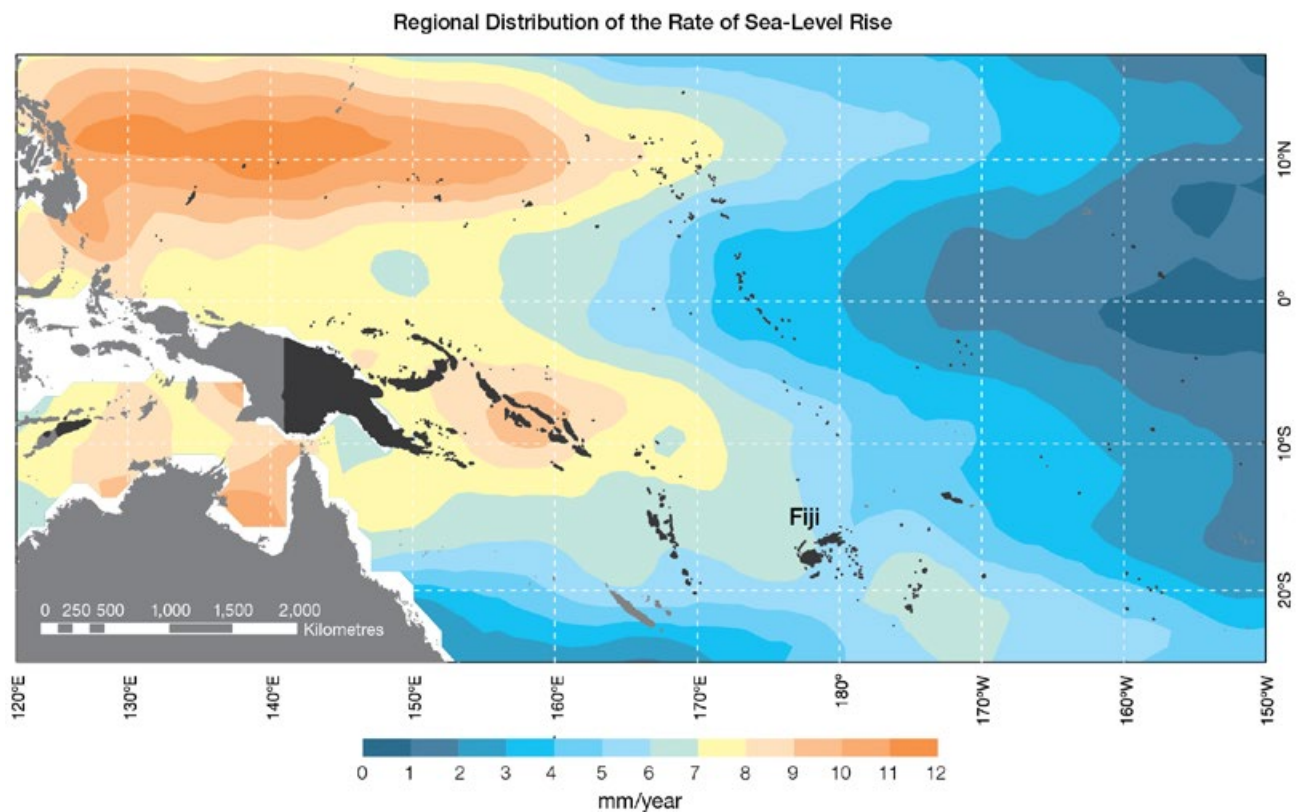 Regional Distribution of the Rate of Sea-Level Rise
10°N
0°
10°S
20°S
Fiji
0 250 500 1,000 1,500 2,000
Kilometres
120°E 130°E 140°E 150°E 160°E 170°E 180° 170°W 160°W 150°W
0 1 2 3 4 5 6 7 8 9 10 11 12
mm/year